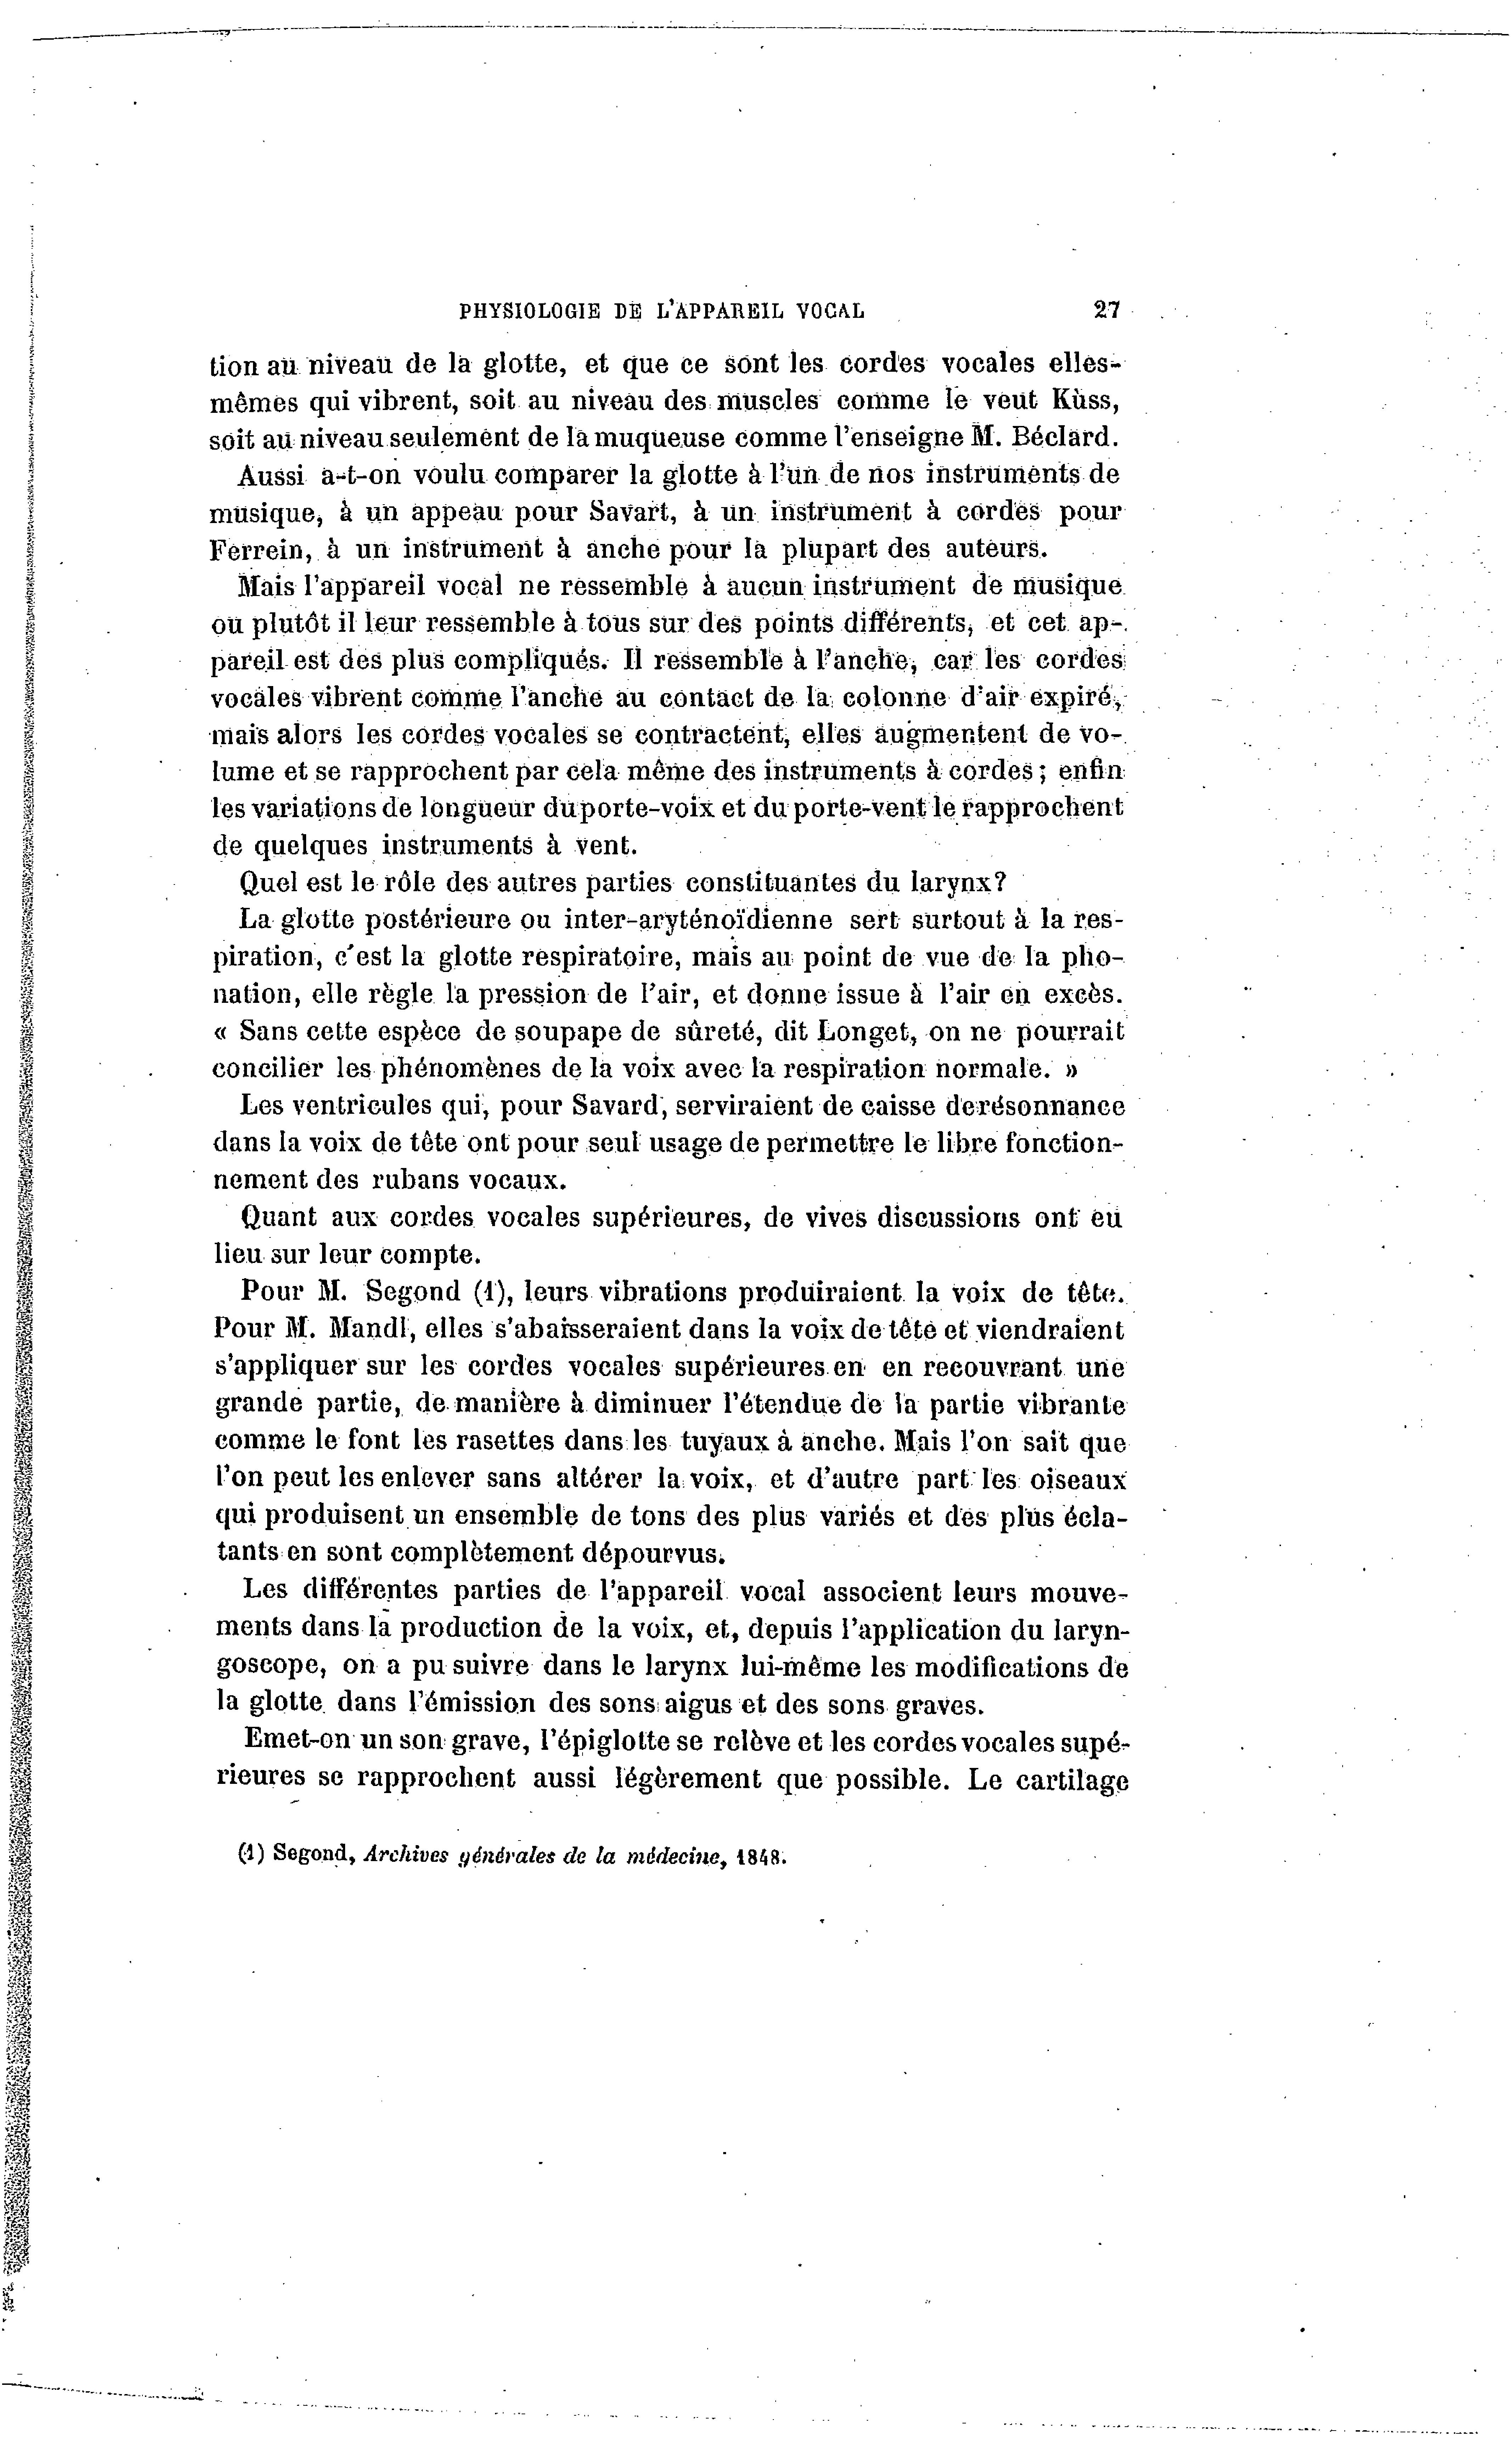 PHYSIOLOGIE DE L'APPAREIL VOCAL 27
tion au niveau de la glotte, et que ce sont les cordes vocales elles-
mêmes qui vibrent, soit au niveau des muscles comme le veut Küss,
soit au niveau seulement de la muqueuse comme l'enseigne M. Béclard.
Aussi a-t-on voulu comparer la glotte à l'un de nos instruments de
musique, à un appeau pour Savart, à un instrument à cordes pour
Ferrein, à un instrument à anche pour la plupart des auteurs.
Mais l'appareil vocal ne ressemble à aucun instrument de musique
ou plutôt il leur ressemble à tous sur des points différents, et cet ap-
pareil est des plus compliqués. Il ressemble à l'anche, car les cordes
vocales vibrent comme l'anche au contact de la colonne d'air expiré,
mais alors les cordes vocales se contractent, elles augmentent de vo-
lume et se rapprochent par cela même des instruments à cordes ; enfin
les variations de longueur du porte-voix et du porte-vent le rapprochent
de quelques instruments à vent.
Quel est le rôle des autres parties constituantes du larynx ?
La glotte postérieure ou inter-aryténoïdienne sert surtout à la res-
piration, c'est la glotte respiratoire, mais au point de vue de la pho-
nation, elle règle la pression de l'air, et donne issue à l'air en excès.
« Sans cette espèce de soupape de sûreté, dit Longet, on ne pourrait
concilier les phénomènes de la voix avec la respiration normale. »
Les ventricules qui, pour Savard, serviraient de caisse de résonnance
dans la voix de tête ont pour seul usage de permettre le libre fonction-
nement des rubans vocaux.
Quant aux cordes vocales supérieures, de vives discussions ont eu
lieu sur leur compte.
Pour M. Segond (1), leurs vibrations produiraient la voix de tête.
Pour M. Mandl, elles s'abaisseraient dans la voix de tête et viendraient
s'appliquer sur les cordes vocales supérieures en en recouvrant une
grande partie, de manière à diminuer l'étendue de la partie vibrante
comme le font les rasettes dans les tuyaux à anche. Mais l'on sait que
l'on peut les enlever sans altérer la voix, et d'autre part les oiseaux
qui produisent un ensemble de tons des plus variés et des plus écla-
tants en sont complètement dépourvus.
Les différentes parties de l'appareil vocal associent leurs mouve-
ments dans la production de la voix, et, depuis l'application du laryn-
goscope, on a pu suivre dans le larynx lui-même les modifications de
la glotte dans l'émission des sons aigus et des sons graves.
Emet-on un son grave, l'épiglotte se relève et les cordes vocales supé-
rieures se rapprochent aussi légèrement que possible. Le cartilage
(1) Segond, Archives générales de la médecine, 1848.